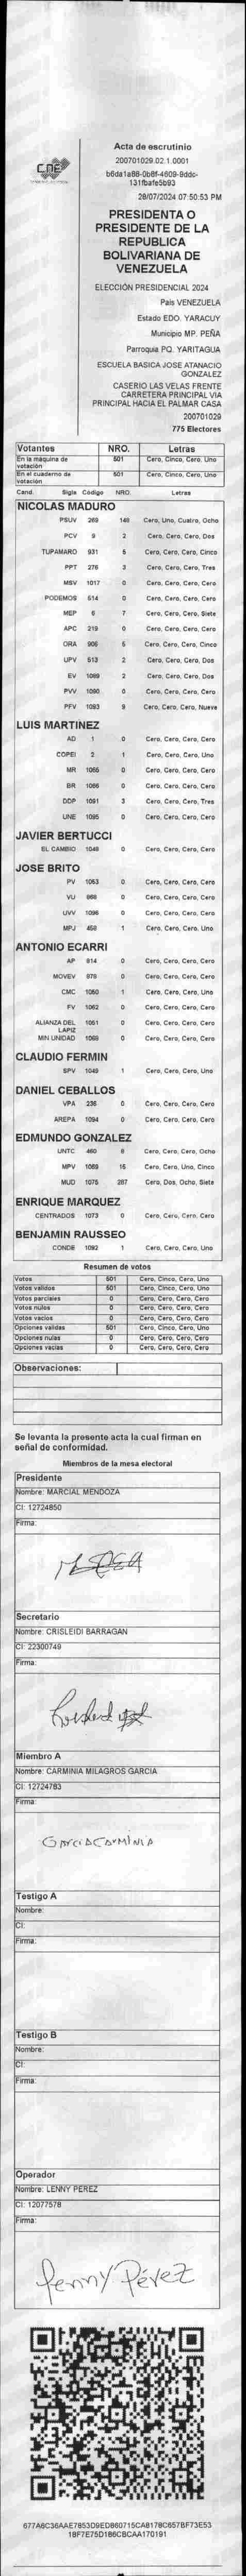 CNE
Acta de escrutinio
200701029.02.1.0001
b6da1a88-0b8f-4609-9ddc-
131fbafe5b93
28/07/2024 07:50:53 PM
PRESIDENTA O
PRESIDENTE DE LA
REPUBLICA
BOLIVARIANA DE
VENEZUELA
ELECCIÓN PRESIDENCIAL 2024
País VENEZUELA
Estado EDO. YARACUY
Municipio MP. PEÑA
Parroquia PQ. YARITAGUA
ESCUELA BASICA JOSE ATANACIO
GONZALEZ
CASERIO LAS VELAS FRENTE
CARRETERA PRINCIPAL VIA
PRINCIPAL HACIA EL PALMAR CASA
200701029
775 Electores
Votantes NRO. Letras
En la máquina de votación 501 Cero, Cinco, Cero, Uno
En el cuaderno de votación 501 Cero, Cinco, Cero, Uno
Cand. Sigla Código NRO. Letras
NICOLAS MADURO
PSUV 269 148 Cero, Uno, Cuatro, Ocho
PCV 9 2 Cero, Cero, Cero, Dos
TUPAMARO 931 5 Cero, Cero, Cero, Cinco
PPT 276 3 Cero, Cero, Cero, Tres
MSV 1017 0 Cero, Cero, Cero, Cero
PODEMOS 514 0 Cero, Cero, Cero, Cero
MEP 6 7 Cero, Cero, Cero, Siete
APC 219 0 Cero, Cero, Cero, Cero
ORA 906 5 Cero, Cero, Cero, Cinco
UPV 513 2 Cero, Cero, Cero, Dos
EV 1089 2 Cero, Cero, Cero, Dos
PVV 1090 0 Cero, Cero, Cero, Cero
PFV 1093 9 Cero, Cero, Cero, Nueve
LUIS MARTINEZ
AD 1 0 Cero, Cero, Cero, Cero
COPEI 2 1 Cero, Cero, Cero, Uno
MR 1066 0 Cero, Cero, Cero, Cero
BR 1086 0 Cero, Cero, Cero, Cero
DDP 1091 3 Cero, Cero, Cero, Tres
UNE 1095 0 Cero, Cero, Cero, Cero
JAVIER BERTUCCI
EL CAMBIO 1048 0 Cero, Cero, Cero, Cero
JOSE BRITO
PV 1053 0 Cero, Cero, Cero, Cero
VU 868 0 Cero, Cero, Cero, Cero
UVV 1096 0 Cero, Cero, Cero, Cero
MPJ 458 1 Cero, Cero, Cero, Uno
ANTONIO ECARRI
AP 814 0 Cero, Cero, Cero, Cero
MOVEV 979 0 Cero, Cero, Cero, Cero
CMC 1050 1 Cero, Cero, Cero, Uno
FV 1062 0 Cero, Cero, Cero, Cero
ALIANZA DEL LAPIZ 1051 0 Cero, Cero, Cero, Cero
MIN UNIDAD 1069 0 Cero, Cero, Cero, Cero
CLAUDIO FERMIN
SPV 1049 1 Cero, Cero, Cero, Uno
DANIEL CEBALLOS
VPA 236 0 Cero, Cero, Cero, Cero
AREPA 1094 0 Cero, Cero, Cero, Cero
EDMUNDO GONZALEZ
UNTC 460 8 Cero, Cero, Cero, Ocho
MPV 1069 15 Cero, Cero, Uno, Cinco
MUD 1075 287 Cero, Dos, Ocho, Siete
ENRIQUE MARQUEZ
CENTRADOS 1073 0 Cero, Cero, Cero, Cero
BENJAMIN RAUSSEO
CONDE 1092 1 Cero, Cero, Cero, Uno
Resumen de votos
Votos 501 Cero, Cinco, Cero, Uno
Votos válidos 501 Cero, Cinco, Cero, Uno
Votos parciales 0 Cero, Cero, Cero, Cero
Votos nulos 0 Cero, Cero, Cero, Cero
Votos vacíos 0 Cero, Cero, Cero, Cero
Opciones válidas 501 Cero, Cinco, Cero, Uno
Opciones nulas 0 Cero, Cero, Cero, Cero
Opciones vacías 0 Cero, Cero, Cero, Cero
Observaciones:
Se levanta la presente acta la cual firman en
señal de conformidad.
Miembros de la mesa electoral
Presidente
Nombre: MARCIAL MENDOZA
CI: 12724850
Firma:
Secretario
Nombre: CRISLEIDI BARRAGAN
CI: 22300749
Firma:
Miembro A
Nombre: CARMINIA MILAGROS GARCIA
CI: 12724783
Firma:
GARCIA CARMINIA
Testigo A
Nombre:
CI:
Firma:
Testigo B
Nombre:
CI:
Firma:
Operador
Nombre: LENNY PEREZ
CI: 12077578
Firma:
Lenny Pérez
677A6C36AAE7853D9ED860715CA8178C657BF73E53
18F7E75D186CBCAA170191